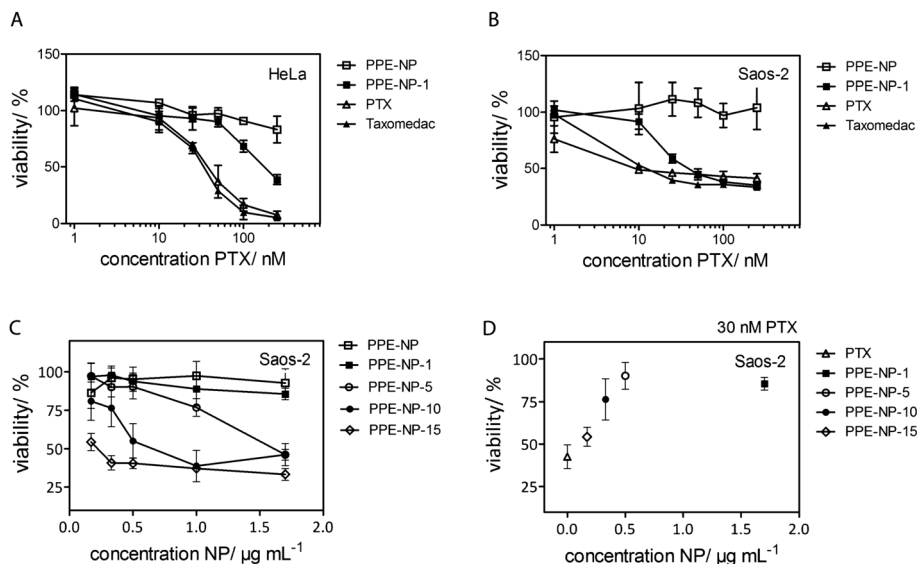 A
150
100
50
0
viability/ %
HeLa
1
10
100
concentration PTX/ nM
PPE-NP
PPE-NP-1
PTX
Taxomedac
B
150
100
50
0
viability/ %
Saos-2
1
10
100
concentration PTX/ nM
PPE-NP
PPE-NP-1
PTX
Taxomedac
C
100
75
50
25
viability/ %
Saos-2
0.0
0.5
1.0
1.5
2.0
concentration NP/ µg mL⁻¹
PPE-NP
PPE-NP-1
PPE-NP-5
PPE-NP-10
PPE-NP-15
D
30 nM PTX
100
75
50
25
viability/ %
Saos-2
0.0
0.5
1.0
1.5
2.0
concentration NP/ µg mL⁻¹
PTX
PPE-NP-1
PPE-NP-5
PPE-NP-10
PPE-NP-15